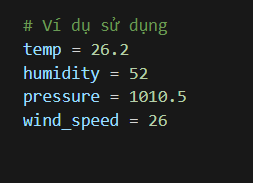 # Ví dụ sử dụng
temp = 26.2
humidity = 52
pressure = 1010.5
wind_speed = 26